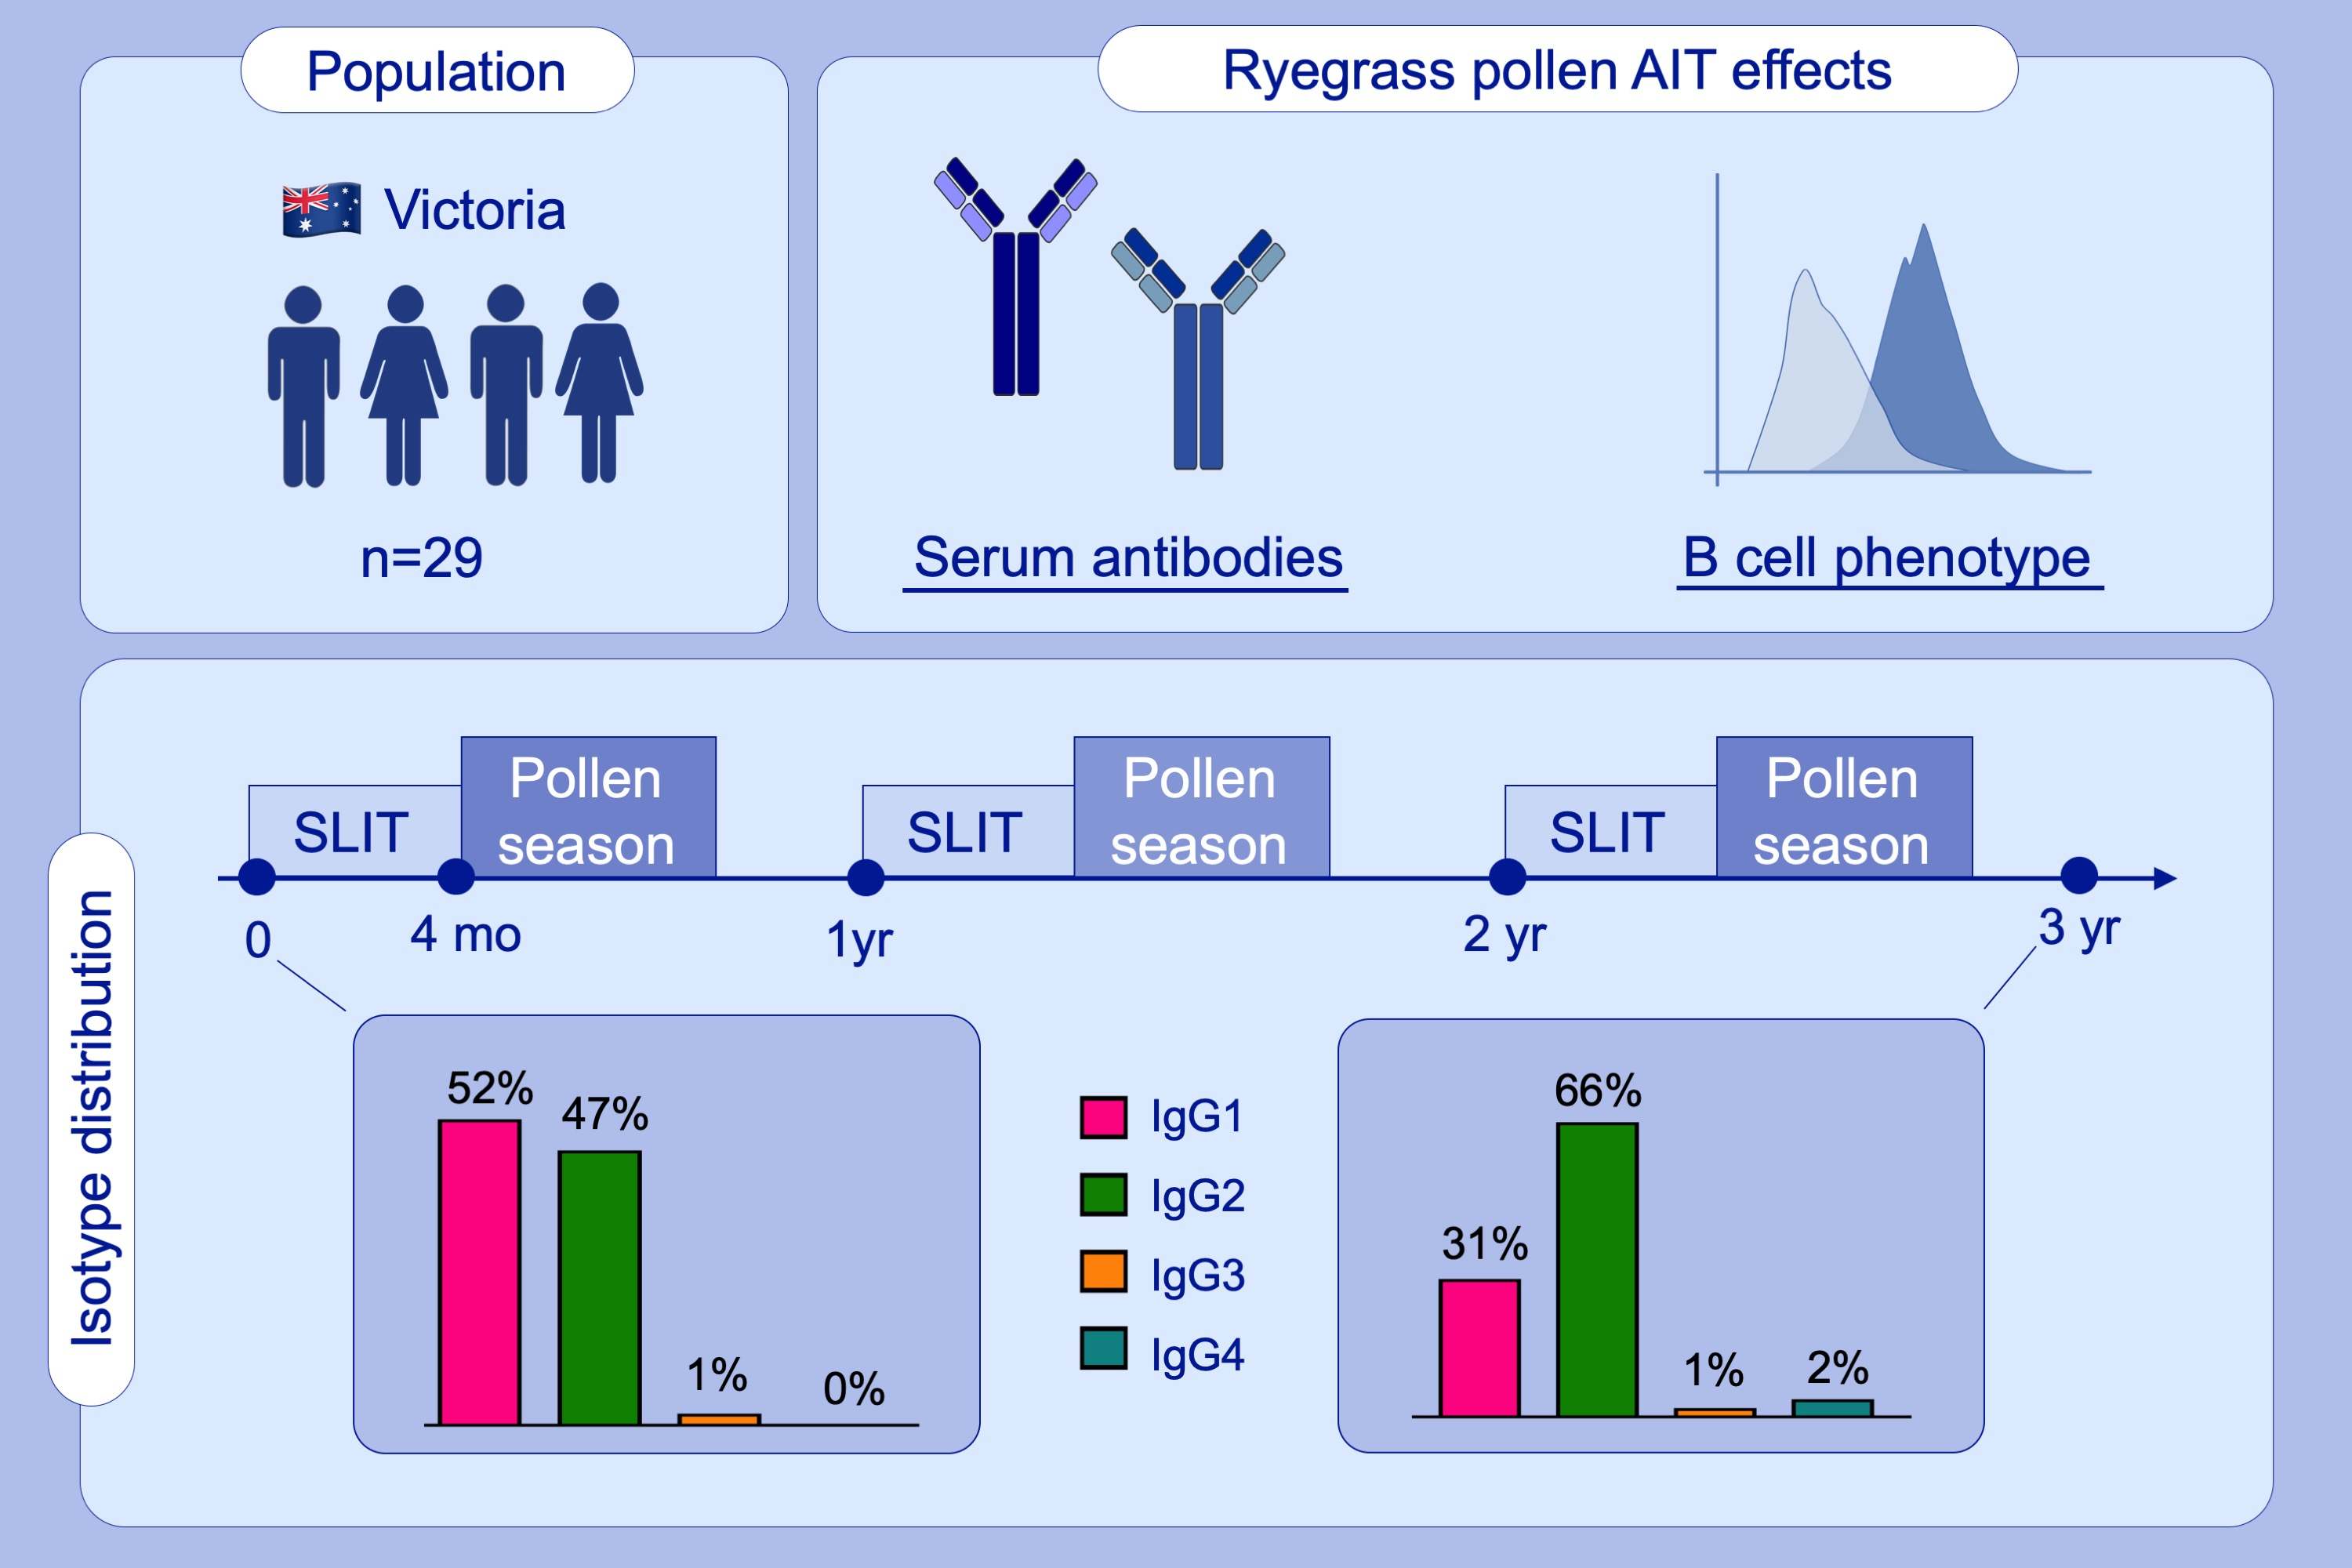 Population
Victoria
n=29
Ryegrass pollen AIT effects
Serum antibodies
B cell phenotype
Isotype distribution
SLIT
Pollen
season
SLIT
Pollen
season
SLIT
Pollen
season
0
4 mo
1yr
2 yr
3 yr
52%
47%
1%
0%
IgG1
IgG2
IgG3
IgG4
31%
66%
1%
2%